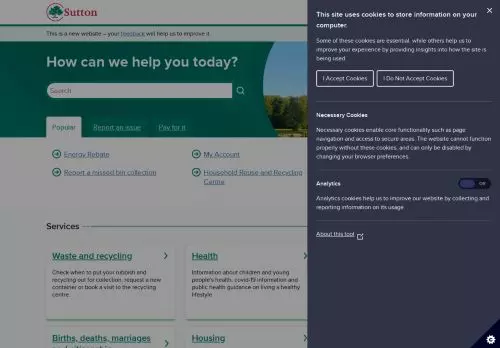 Sutton
This is a new website – your feedback will help us to improve it.
How can we help you today?
Search
Popular
Report an issue
Pay for it
Energy Rebate
My Account
Report a missed bin collection
Household Reuse and Recycling
Centre
Services
Waste and recycling
Check when to put your rubbish and
recycling out for collection, request a new
container or book a visit to the recycling
centre.
Health
Information about children and young
people's health, covid-19 information and
public health guidance on living a healthy
lifestyle
Births, deaths, marriages
Housing
This site uses cookies to store information on your
computer.
Some of these cookies are essential, while others help us to
improve your experience by providing insights into how the site is
being used.
I Accept Cookies
I Do Not Accept Cookies
Necessary Cookies
Necessary cookies enable core functionality such as page
navigation and access to secure areas. The website cannot function
properly without these cookies, and can only be disabled by
changing your browser preferences.
Analytics
Off
Analytics cookies help us to improve our website by collecting and
reporting information on its usage.
About this tool